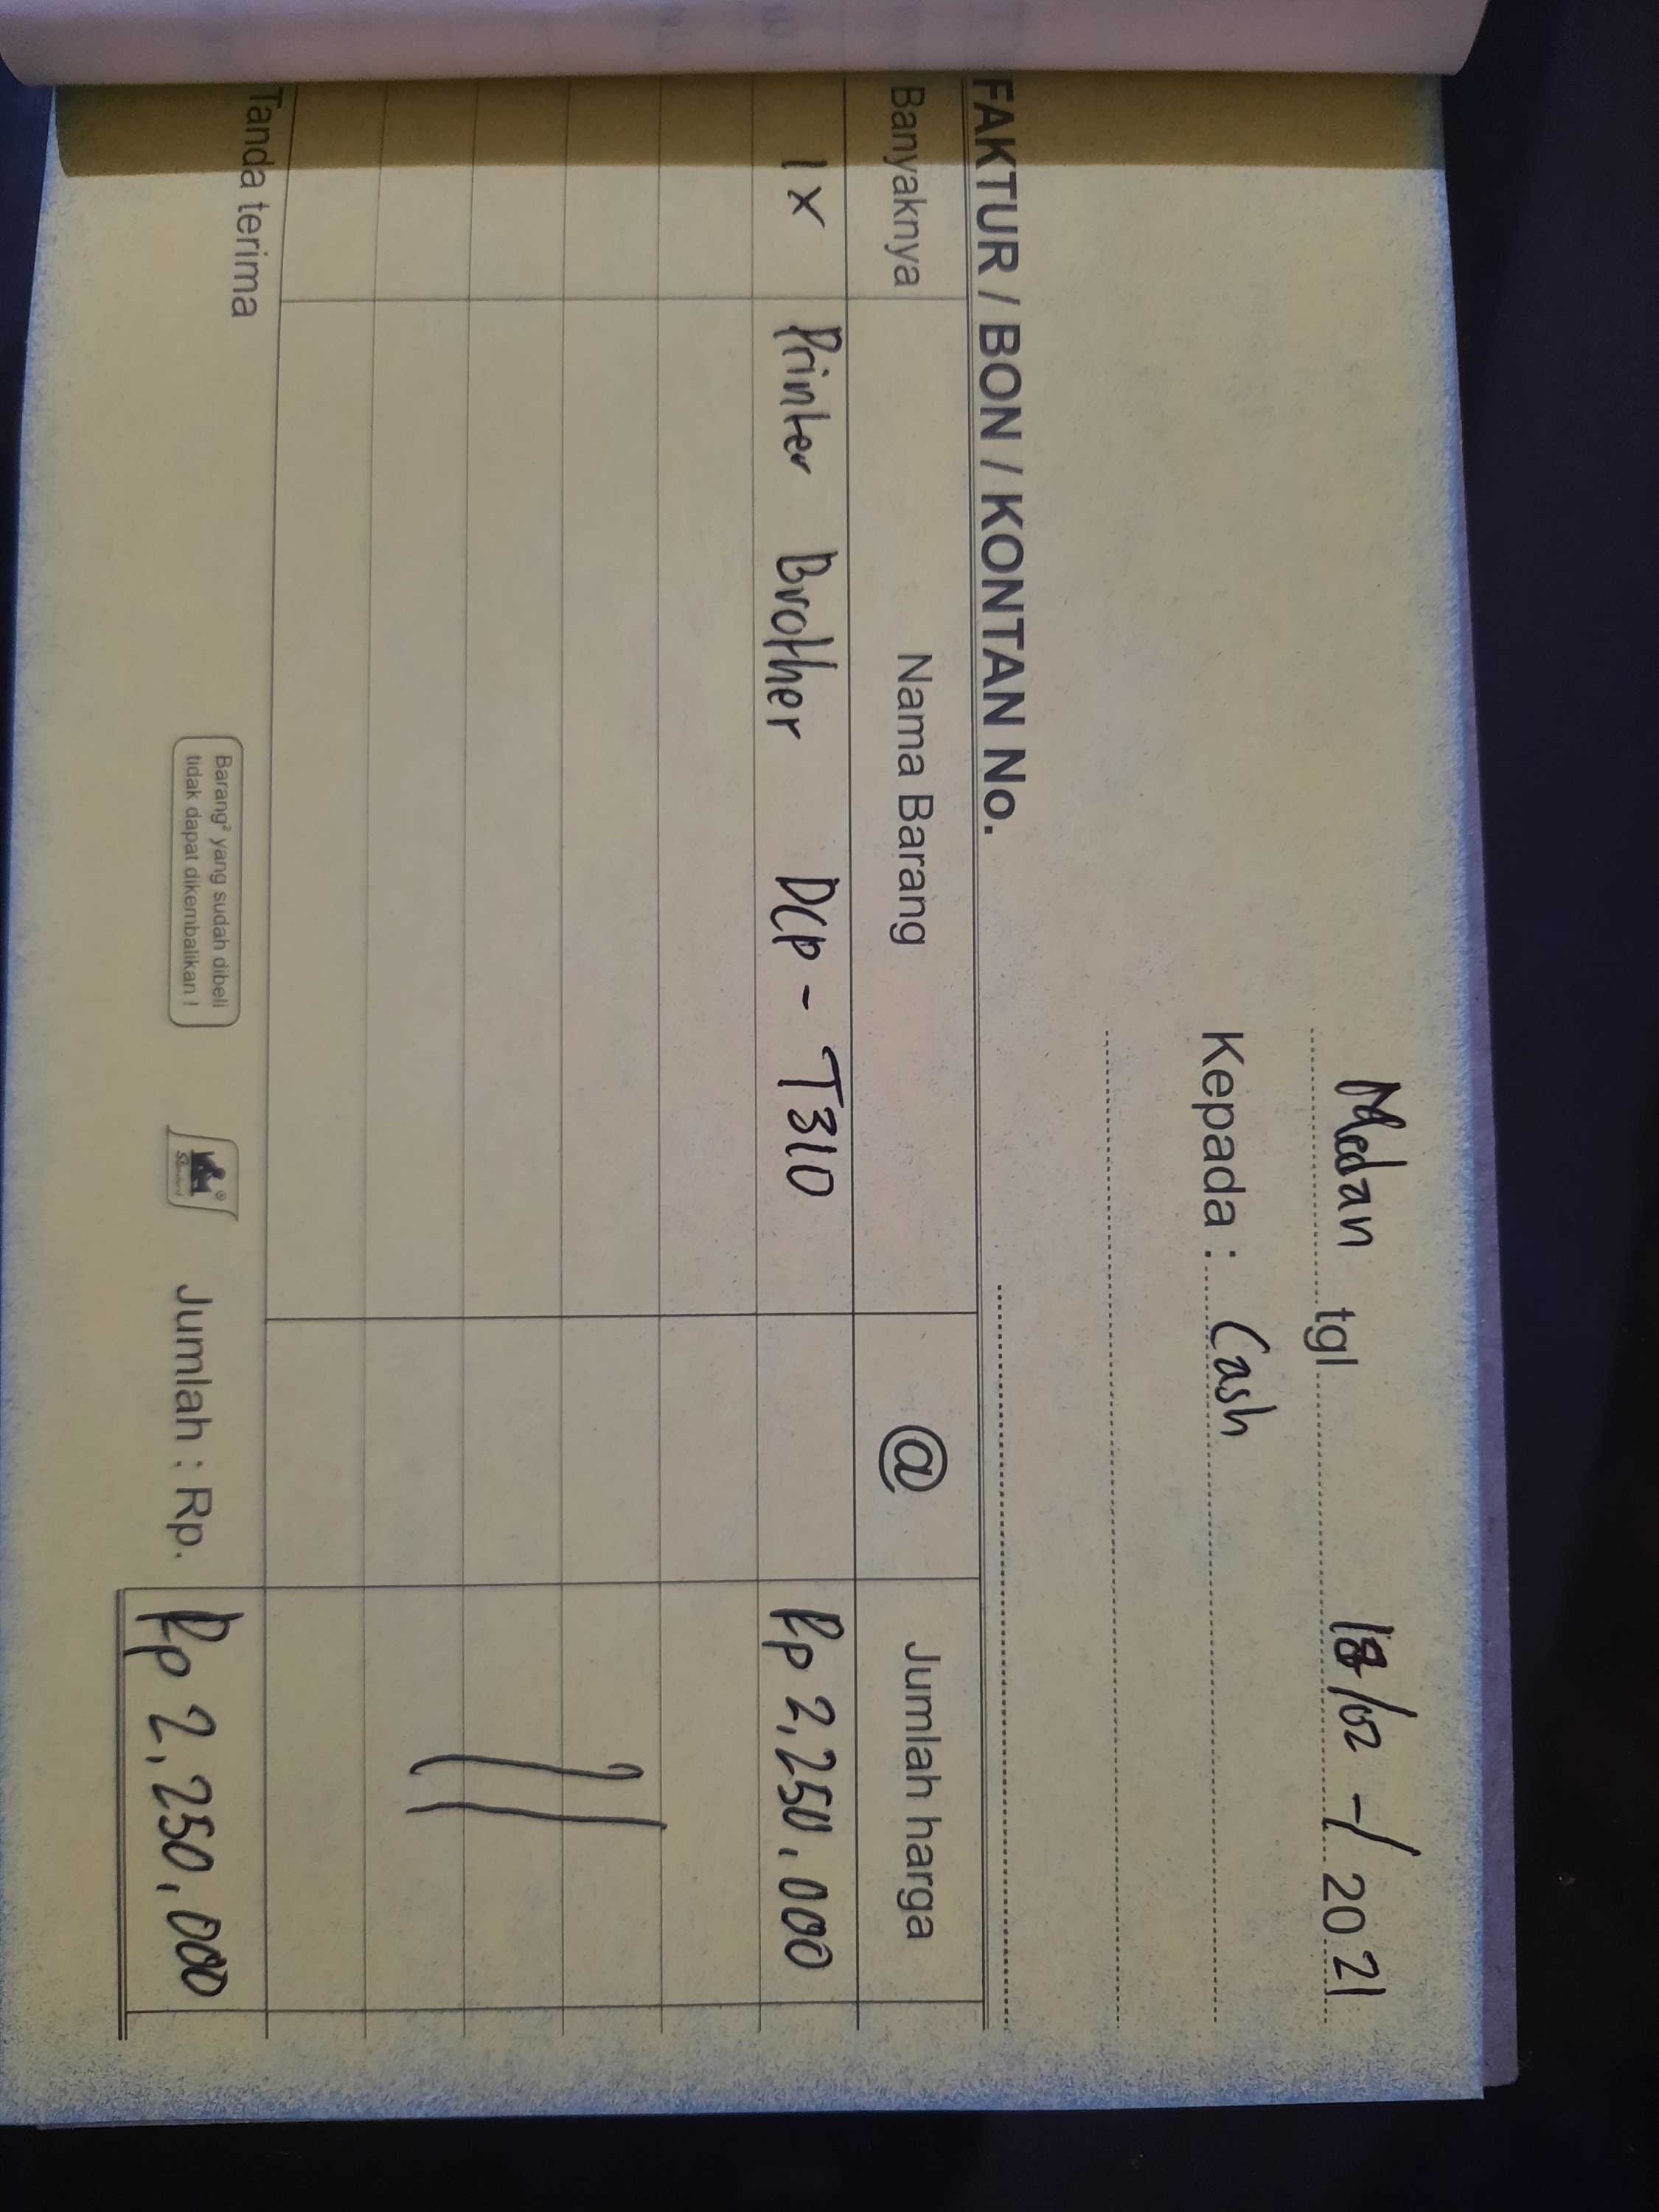 Medan tgl 18/02 -/ 2021
Kepada : Cash
FAKTUR / BON / KONTAN No.
Banyaknya Nama Barang @ Jumlah harga
1 x Printer Brother DCP - T310 Rp 2,250.000
Tanda terima
Barang² yang sudah dibeli
tidak dapat dikembalikan !
Standard
Jumlah : Rp. Rp 2,250,000